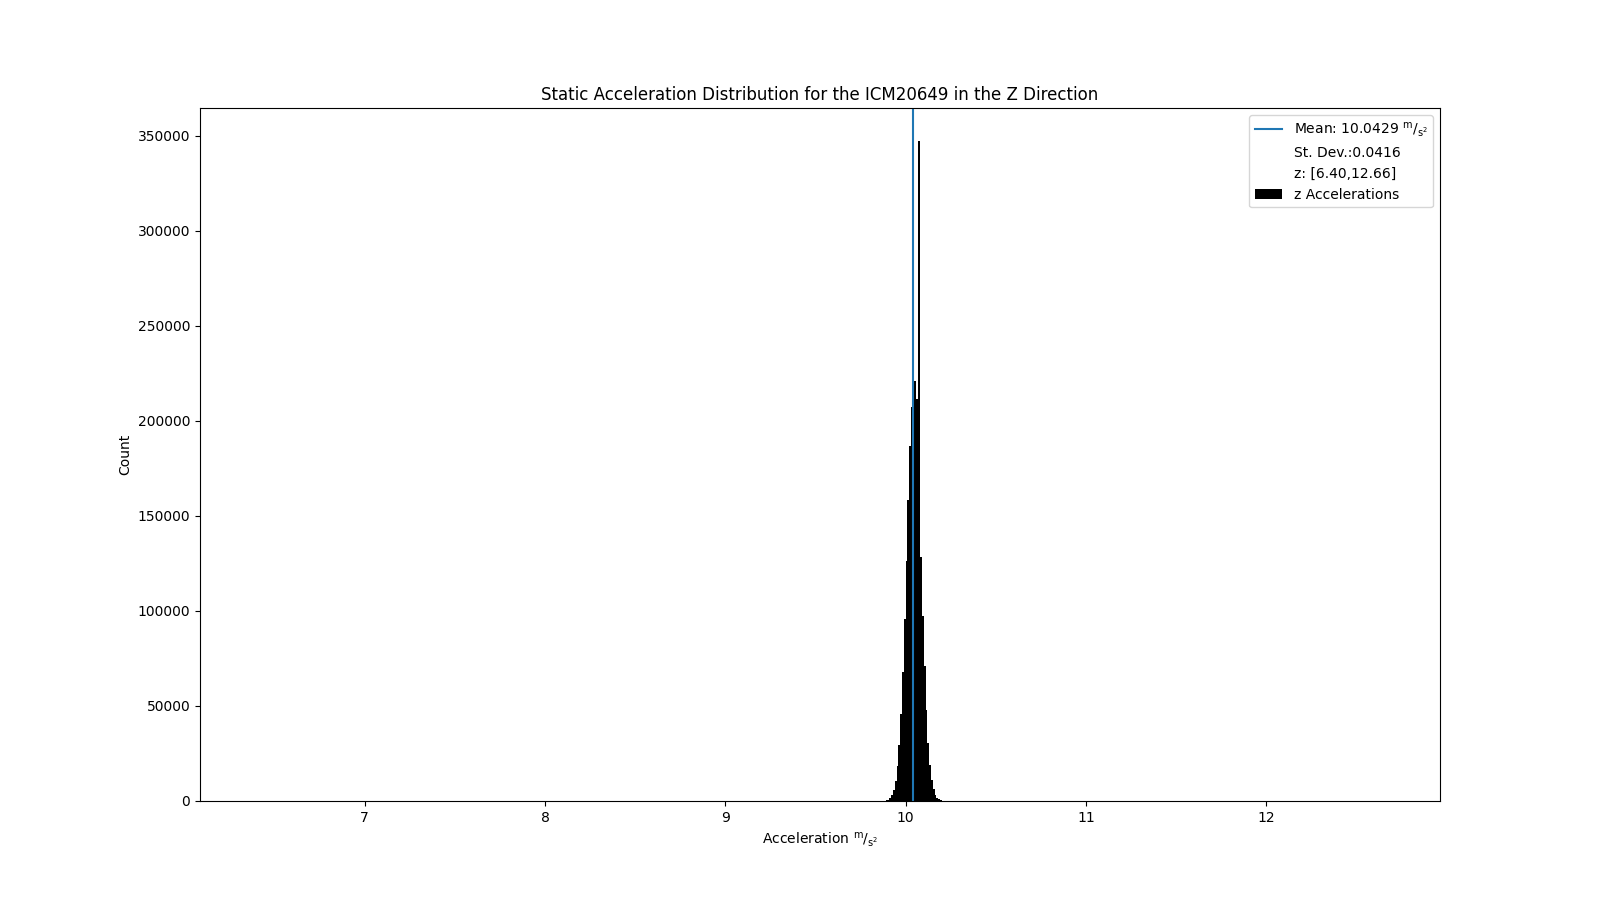 Static Acceleration Distribution for the ICM20649 in the Z Direction
Mean: 10.0429 m/s²
St. Dev.:0.0416
z: [6.40,12.66]
z Accelerations
350000
300000
250000
200000
150000
100000
50000
0
Count
7 8 9 10 11 12
Acceleration m/s²